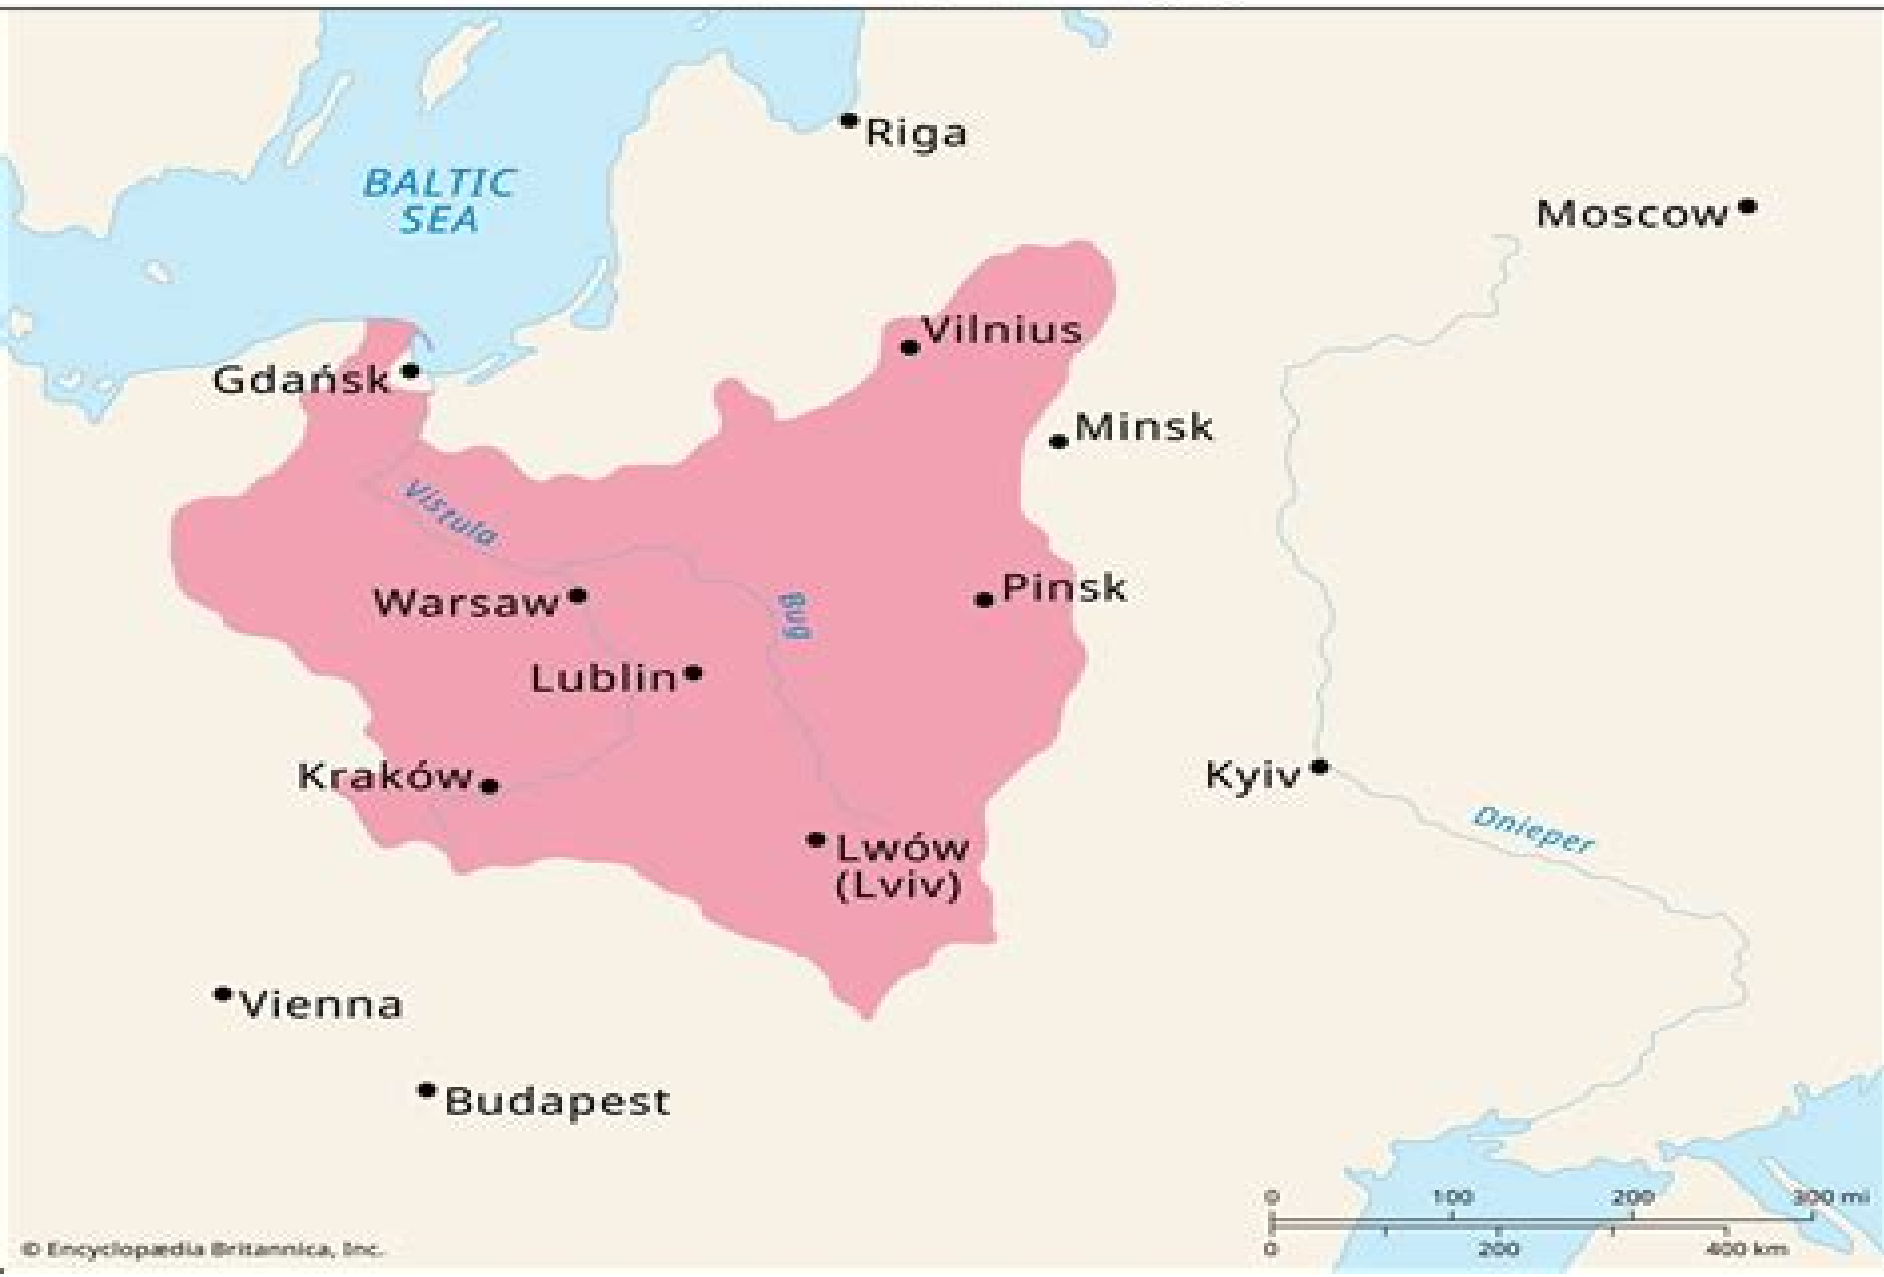 Riga
BALTIC
SEA
Moscow
Vilnius
Gdańsk
Minsk
Vistula
Pinsk
Warsaw
Bug
Lublin
Kraków
Kyiv
Dnieper
Lwów
(Lviv)
Vienna
Budapest
0 100 200 300 mi
0 200 400 km
© Encyclopædia Britannica, Inc.